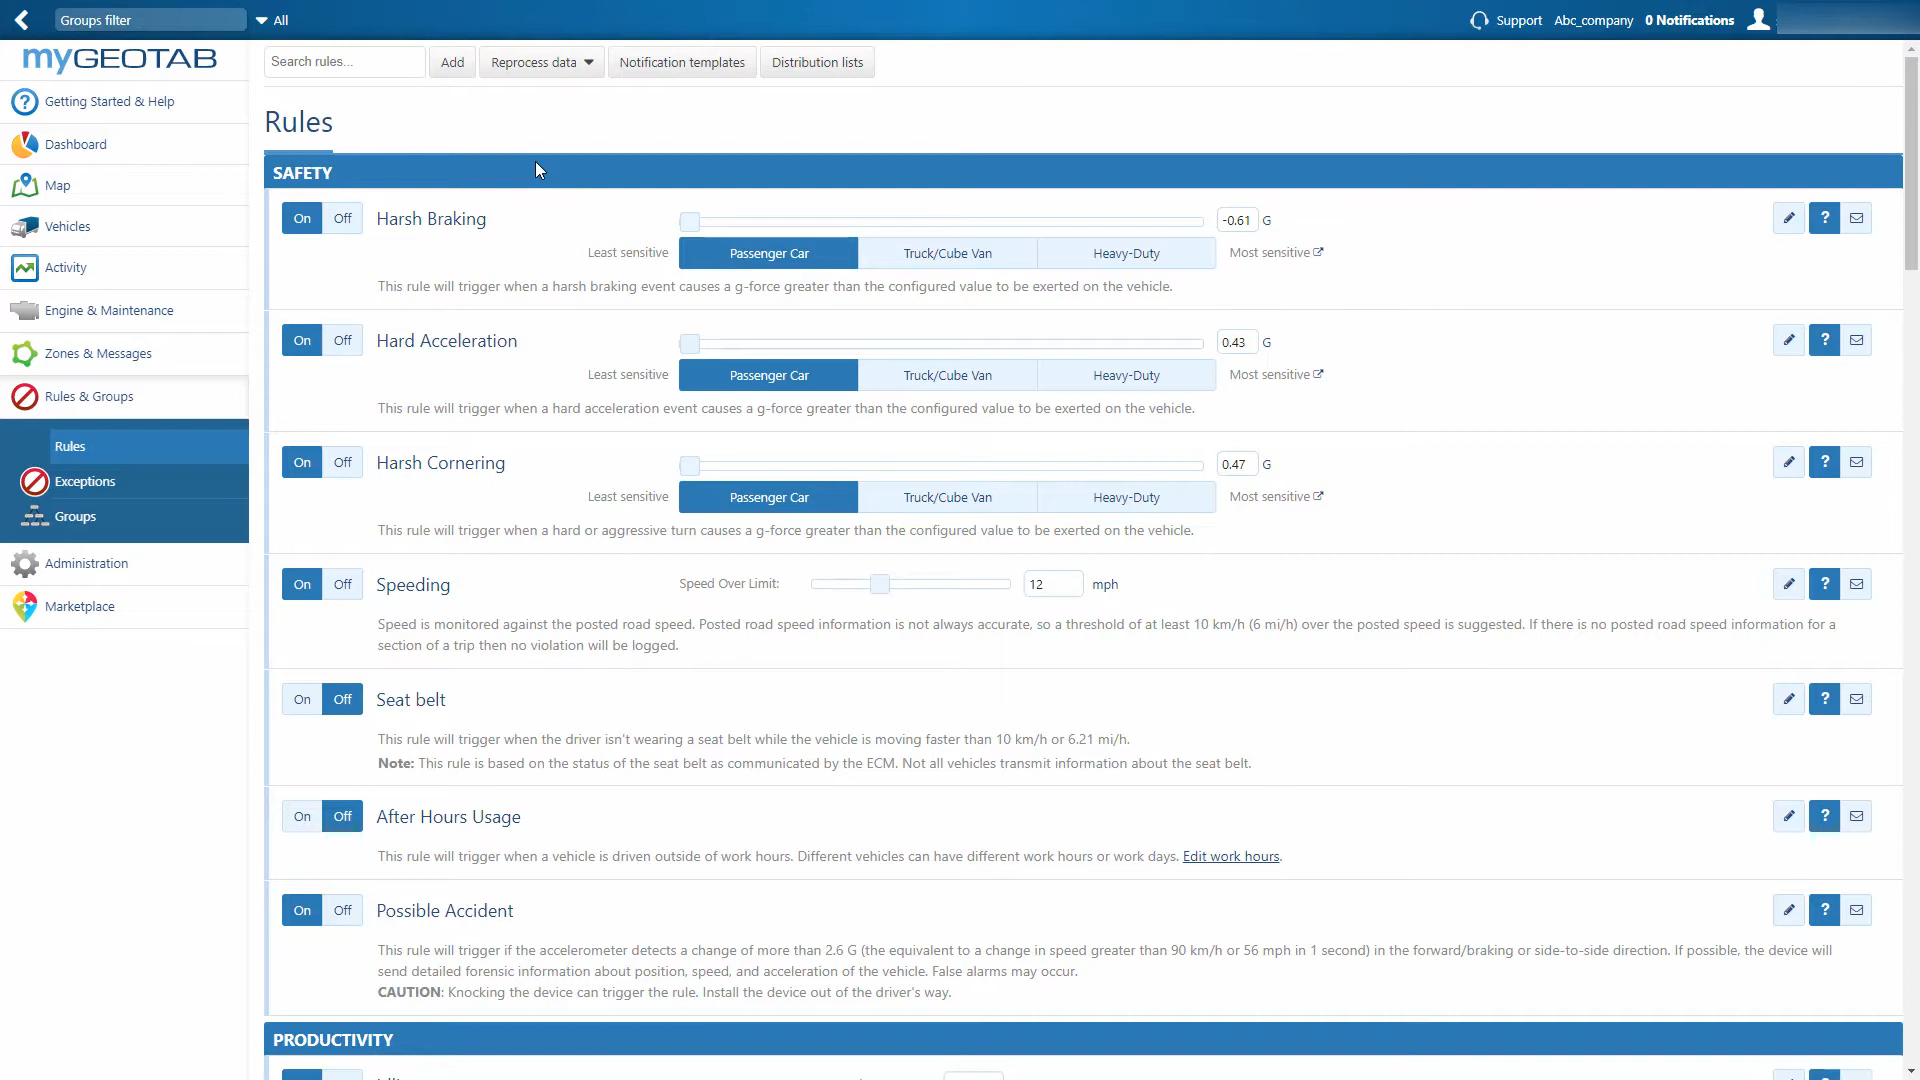 Groups filter All Support Abc_company 0 Notifications
myGEOTAB
Getting Started & Help
Dashboard
Map
Vehicles
Activity
Engine & Maintenance
Zones & Messages
Rules & Groups
Rules
Exceptions
Groups
Administration
Marketplace
Search rules... Add Reprocess data Notification templates Distribution lists
Rules
SAFETY
On Off Harsh Braking -0.61 G ?
Least sensitive Passenger Car Truck/Cube Van Heavy-Duty Most sensitive
This rule will trigger when a harsh braking event causes a g-force greater than the configured value to be exerted on the vehicle.
On Off Hard Acceleration 0.43 G ?
Least sensitive Passenger Car Truck/Cube Van Heavy-Duty Most sensitive
This rule will trigger when a hard acceleration event causes a g-force greater than the configured value to be exerted on the vehicle.
On Off Harsh Cornering 0.47 G ?
Least sensitive Passenger Car Truck/Cube Van Heavy-Duty Most sensitive
This rule will trigger when a hard or aggressive turn causes a g-force greater than the configured value to be exerted on the vehicle.
On Off Speeding Speed Over Limit: 12 mph ?
Speed is monitored against the posted road speed. Posted road speed information is not always accurate, so a threshold of at least 10 km/h (6 mi/h) over the posted speed is suggested. If there is no posted road speed information for a
section of a trip then no violation will be logged.
On Off Seat belt ?
This rule will trigger when the driver isn't wearing a seat belt while the vehicle is moving faster than 10 km/h or 6.21 mi/h.
Note: This rule is based on the status of the seat belt as communicated by the ECM. Not all vehicles transmit information about the seat belt.
On Off After Hours Usage ?
This rule will trigger when a vehicle is driven outside of work hours. Different vehicles can have different work hours or work days. Edit work hours.
On Off Possible Accident ?
This rule will trigger if the accelerometer detects a change of more than 2.6 G (the equivalent to a change in speed greater than 90 km/h or 56 mph in 1 second) in the forward/braking or side-to-side direction. If possible, the device will
send detailed forensic information about position, speed, and acceleration of the vehicle. False alarms may occur.
CAUTION: Knocking the device can trigger the rule. Install the device out of the driver's way.
PRODUCTIVITY